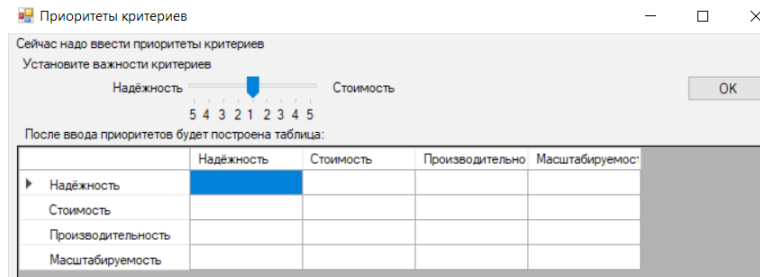 Приоритеты критериев
Сейчас надо ввести приоритеты критериев
Установите важности критериев
Надёжность Стоимость OK
5 4 3 2 1 2 3 4 5
После ввода приоритетов будет построена таблица:
Надёжность Стоимость Производительно Масштабируемост
Надёжность
Стоимость
Производительность
Масштабируемость